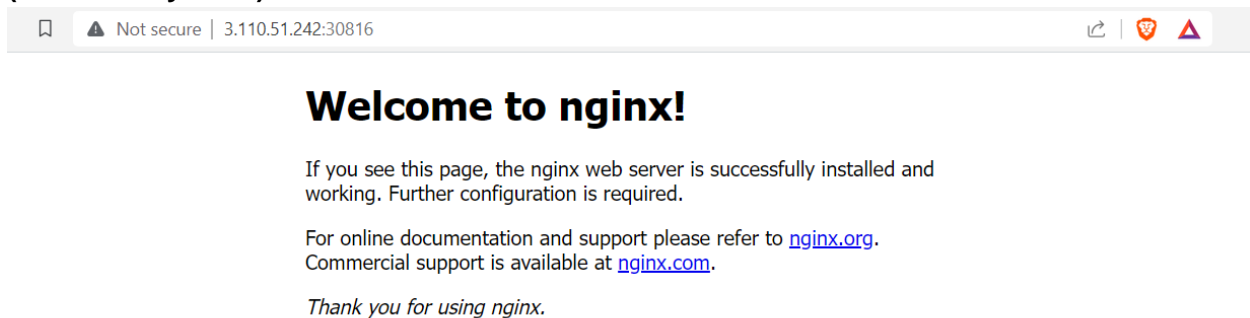 Not secure | 3.110.51.242:30816
Welcome to nginx!
If you see this page, the nginx web server is successfully installed and
working. Further configuration is required.
For online documentation and support please refer to nginx.org.
Commercial support is available at nginx.com.
Thank you for using nginx.